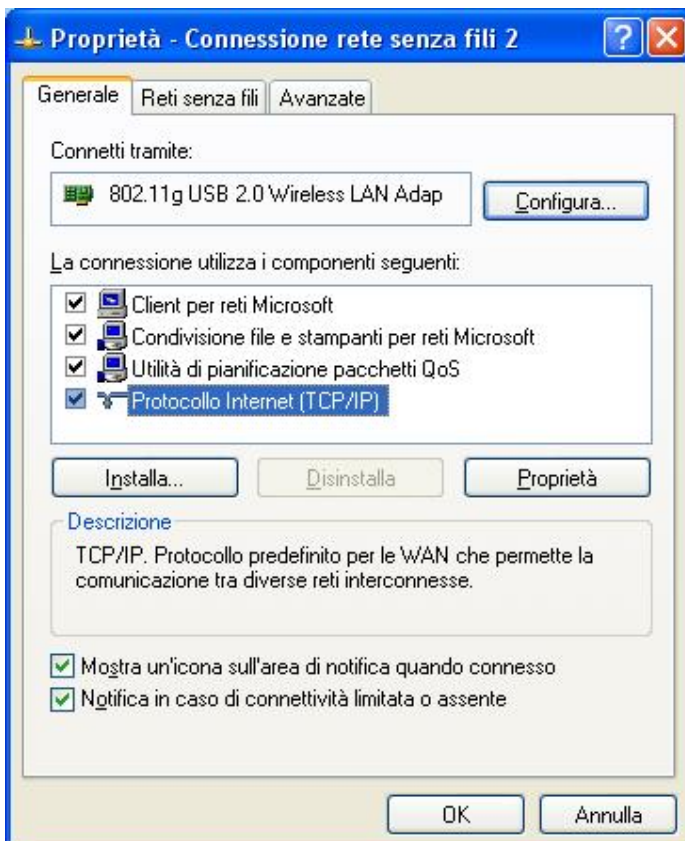 Proprietà - Connessione rete senza fili 2
Generale
Reti senza fili
Avanzate
Connetti tramite:
802.11g USB 2.0 Wireless LAN Adap
Configura...
La connessione utilizza i componenti seguenti:
Client per reti Microsoft
Condivisione file e stampanti per reti Microsoft
Utilità di pianificazione pacchetti QoS
Protocollo Internet (TCP/IP)
Installa...
Disinstalla
Proprietà
Descrizione
TCP/IP. Protocollo predefinito per le WAN che permette la
comunicazione tra diverse reti interconnesse.
Mostra un'icona sull'area di notifica quando connesso
Notifica in caso di connettività limitata o assente
OK
Annulla